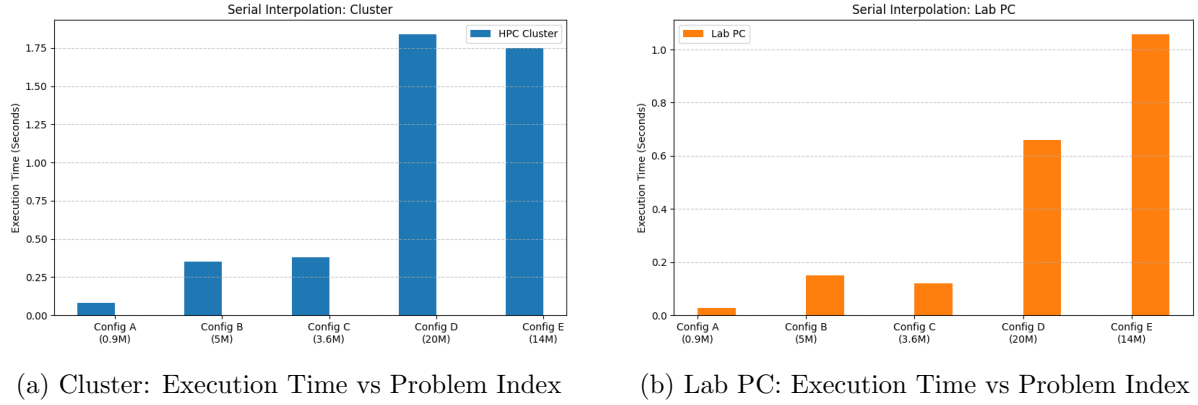 Serial Interpolation: Cluster
HPC Cluster
Execution Time (Seconds)
1.75
1.50
1.25
1.00
0.75
0.50
0.25
0.00
Config A
(0.9M)
Config B
(5M)
Config C
(3.6M)
Config D
(20M)
Config E
(14M)
(a) Cluster: Execution Time vs Problem Index
Serial Interpolation: Lab PC
Lab PC
Execution Time (Seconds)
1.0
0.8
0.6
0.4
0.2
0.0
Config A
(0.9M)
Config B
(5M)
Config C
(3.6M)
Config D
(20M)
Config E
(14M)
(b) Lab PC: Execution Time vs Problem Index